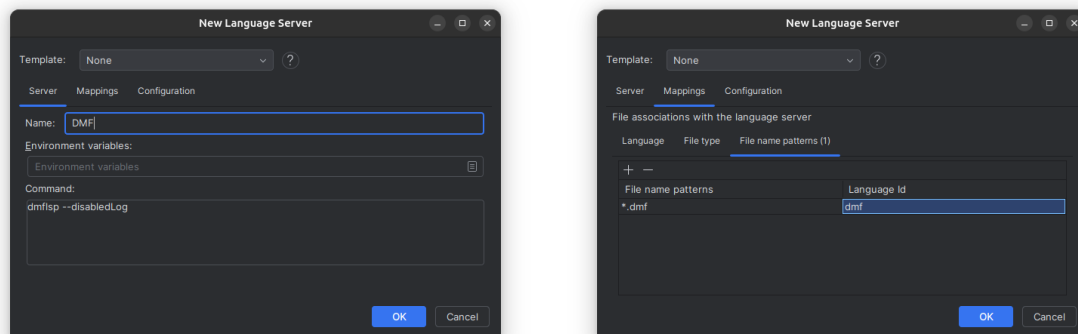 New Language Server
Template: None ?
Server Mappings Configuration
Name: DMF
Environment variables:
Environment variables
Command:
dmflsp --disabledLog
OK Cancel
New Language Server
Template: None ?
Server Mappings Configuration
File associations with the language server
Language File type File name patterns (1)
+ −
File name patterns Language Id
*.dmf dmf
OK Cancel